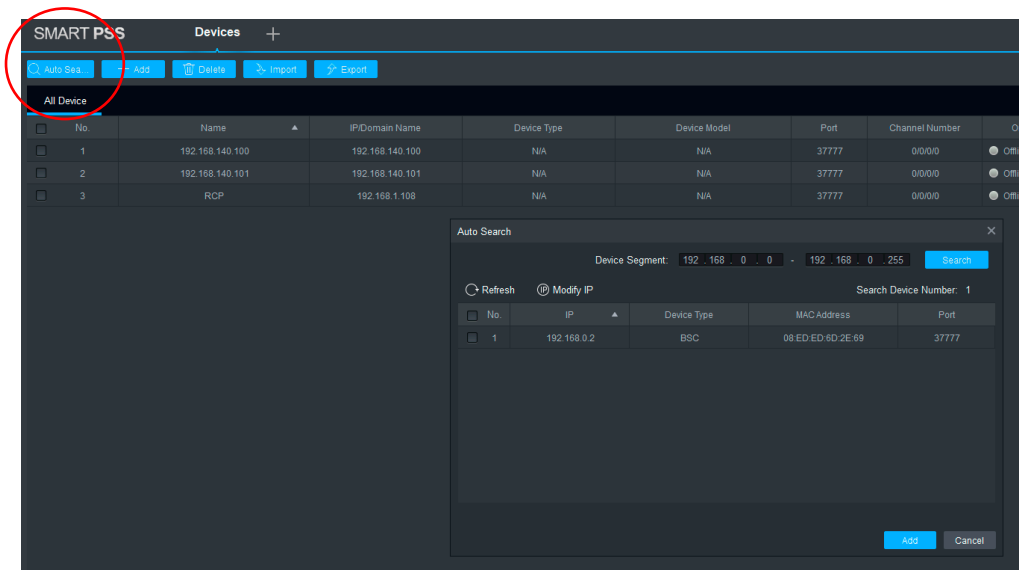 SMART PSS Devices +
Auto Sea... + Add Delete Import Export
All Device
No. Name IP/Domain Name Device Type Device Model Port Channel Number
1 192.168.140.100 192.168.140.100 N/A N/A 37777 0/0/0/0
2 192.168.140.101 192.168.140.101 N/A N/A 37777 0/0/0/0
3 RCP 192.168.1.108 N/A N/A 37777 0/0/0/0
Auto Search
Device Segment: 192 . 168 . 0 . 0 - 192 . 168 . 0 . 255 Search
Refresh IP Modify IP Search Device Number: 1
No. IP Device Type MAC Address Port
1 192.168.0.2 BSC 08:ED:ED:6D:2E:69 37777
Add Cancel